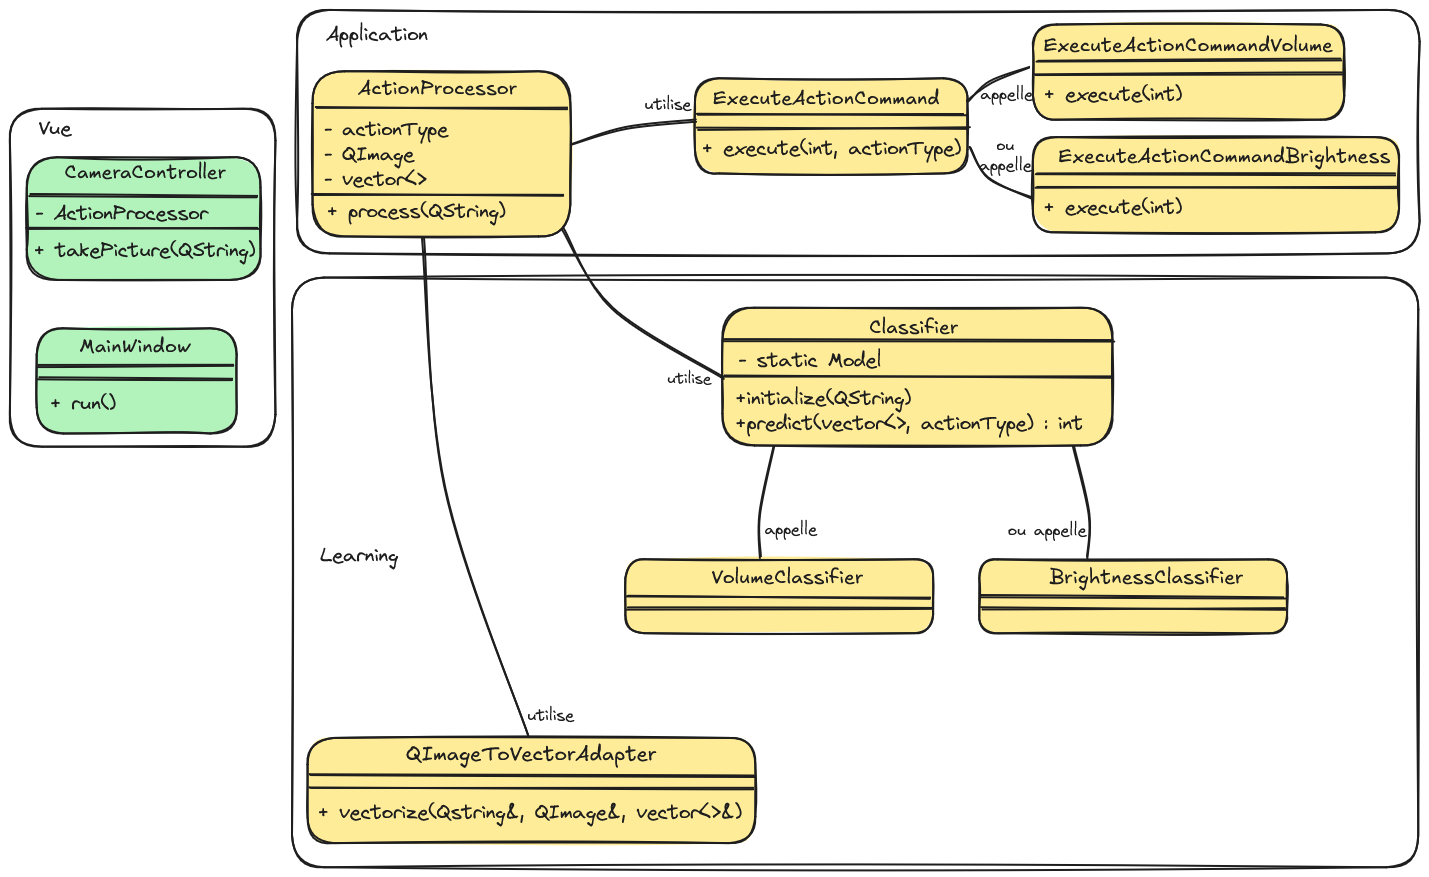 Vue
CameraController
- ActionProcessor
+ takePicture(QString)
MainWindow
+ run()
Application
ActionProcessor
- actionType
- QImage
- vector<>
+ process(QString)
utilise
ExecuteActionCommand
+ execute(int, actionType)
appelle
ExecuteActionCommandVolume
+ execute(int)
ou
appelle
ExecuteActionCommandBrightness
+ execute(int)
Learning
utilise
Classifier
- static Model
+initialize(QString)
+predict(vector<>, actionType) : int
appelle
VolumeClassifier
ou appelle
BrightnessClassifier
utilise
QImageToVectorAdapter
+ vectorize(Qstring&, QImage&, vector<>&)